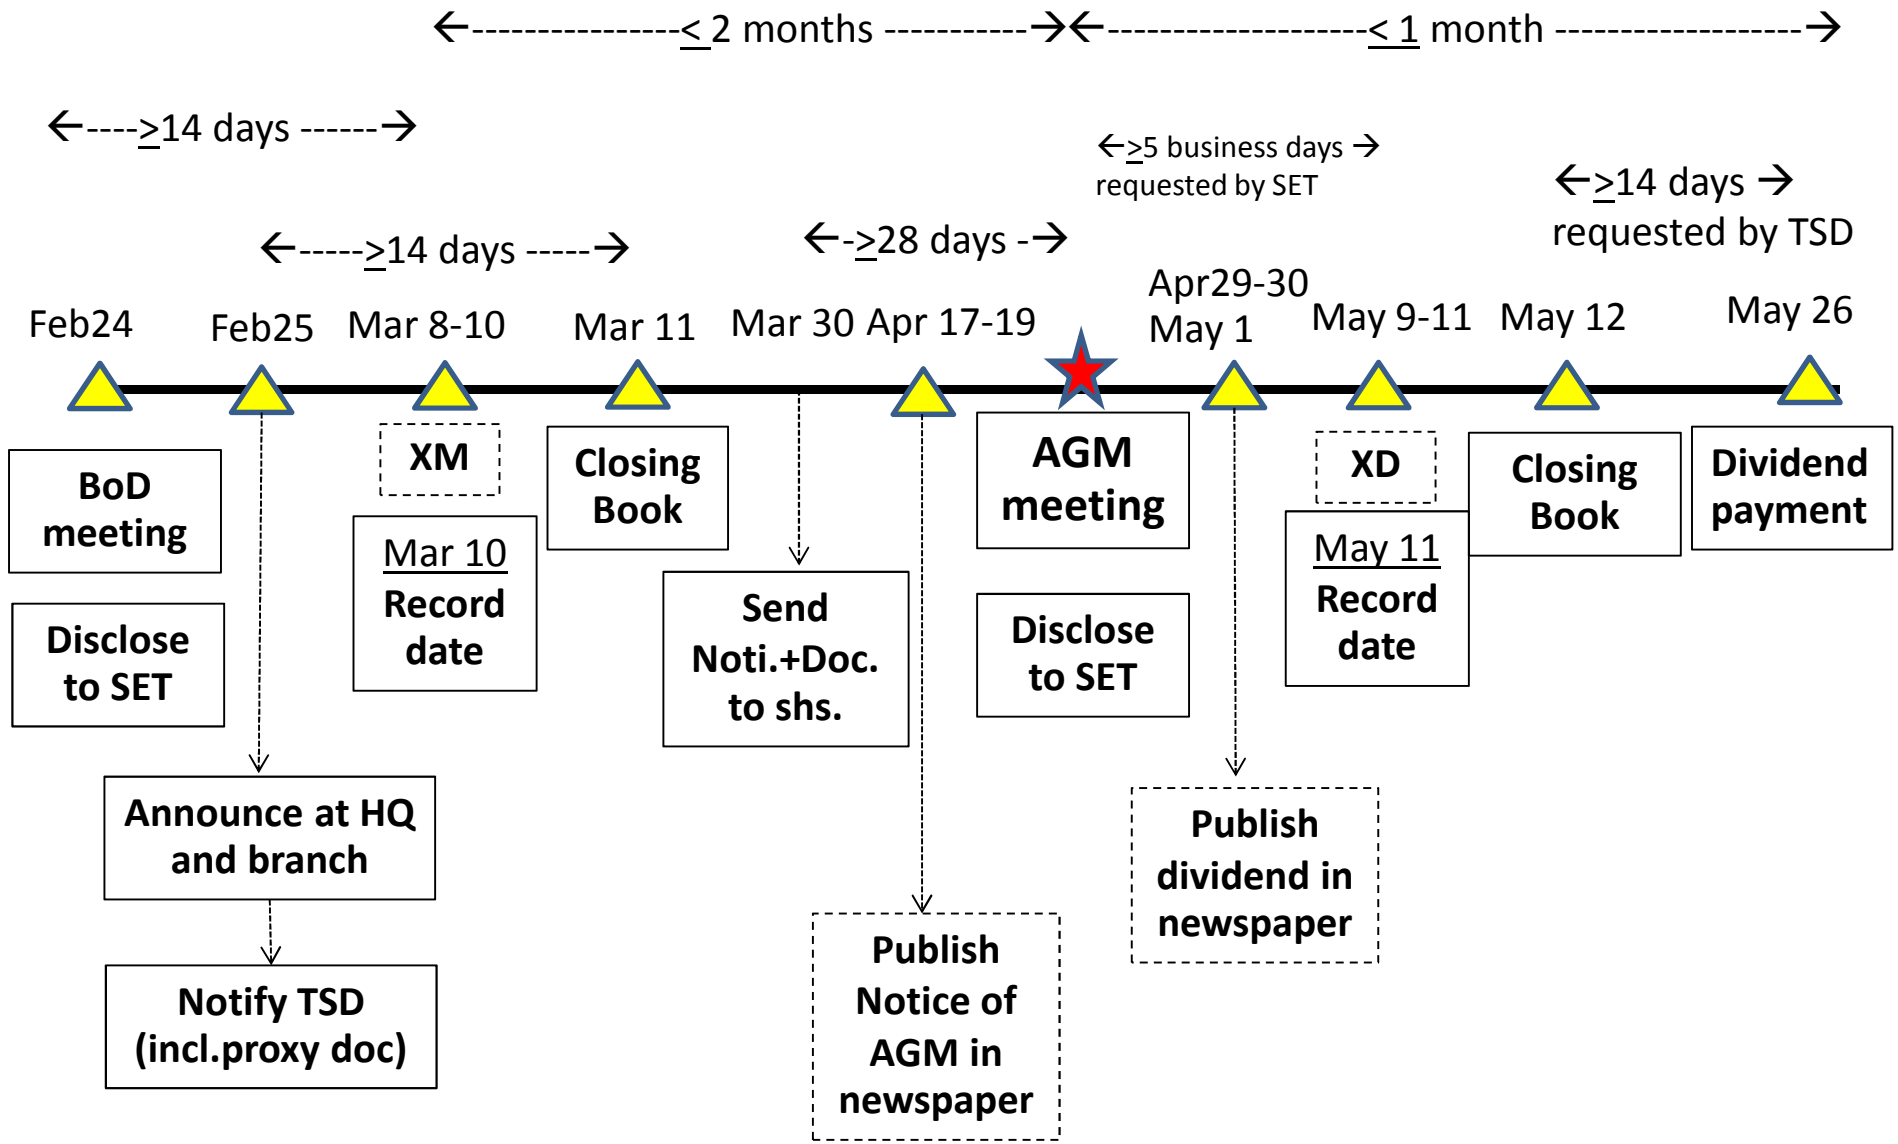 < 2 months
< 1 month
>14 days
>5 business days
requested by SET
>14 days
requested by TSD
>14 days
>28 days
Feb24
Feb25
Mar 8-10
Mar 11
Mar 30
Apr 17-19
Apr29-30
May 1
May 9-11
May 12
May 26
BoD
meeting
Disclose
to SET
XM
Mar 10
Record
date
Closing
Book
Send
Noti.+Doc.
to shs.
AGM
meeting
Disclose
to SET
XD
May 11
Record
date
Closing
Book
Dividend
payment
Announce at HQ
and branch
Notify TSD
(incl.proxy doc)
Publish
Notice of
AGM in
newspaper
Publish
dividend in
newspaper